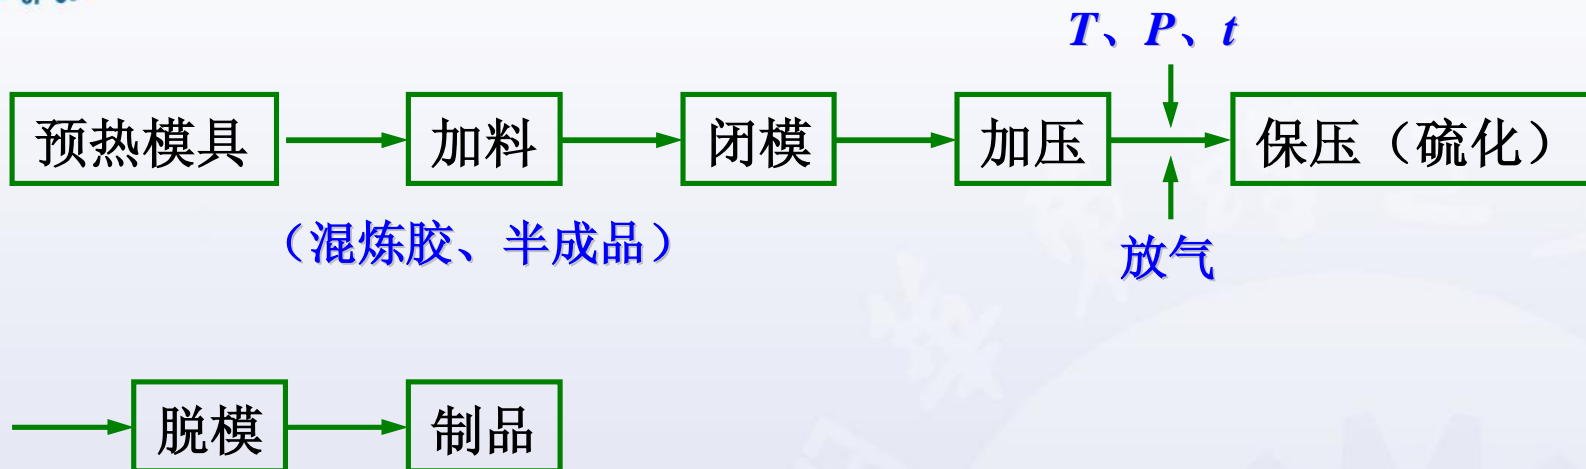 T、P、t
预热模具
加料
闭模
加压
保压（硫化）
（混炼胶、半成品）
放气
脱模
制品